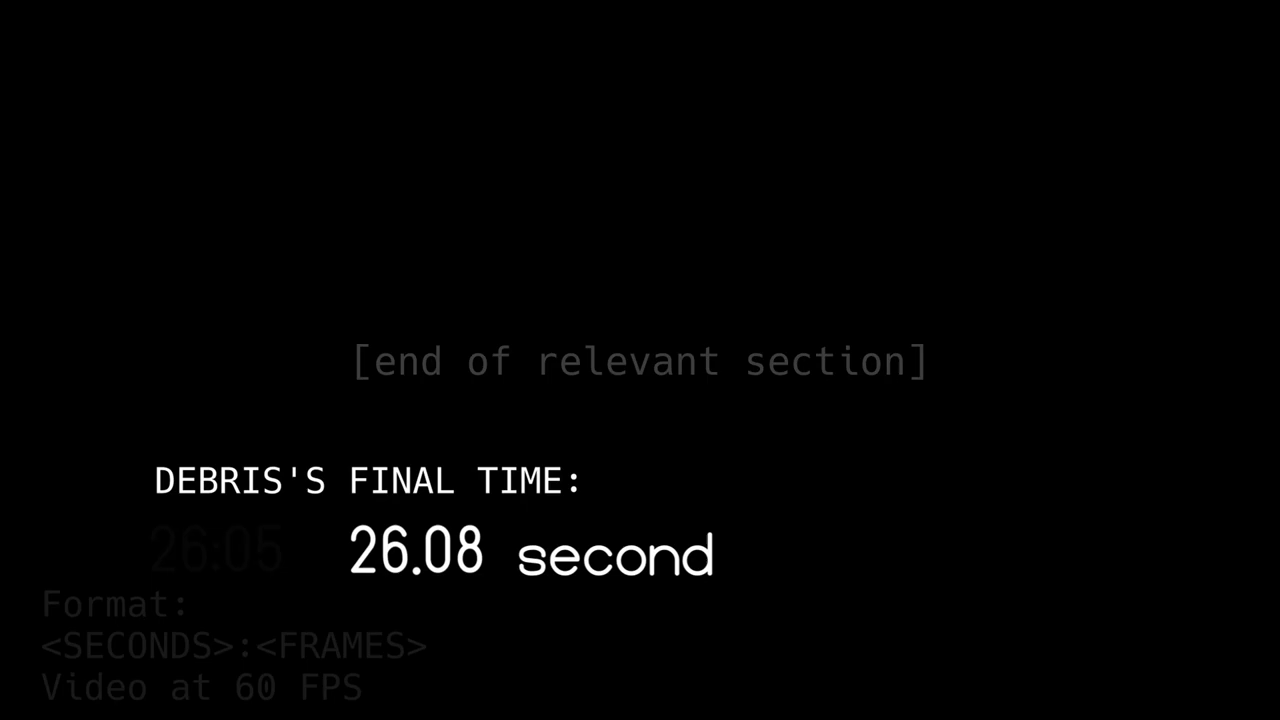 [end of relevant section]
DEBRIS'S FINAL TIME:
26:05 26.08 second
Format:
<SECONDS>:<FRAMES>
Video at 60 FPS